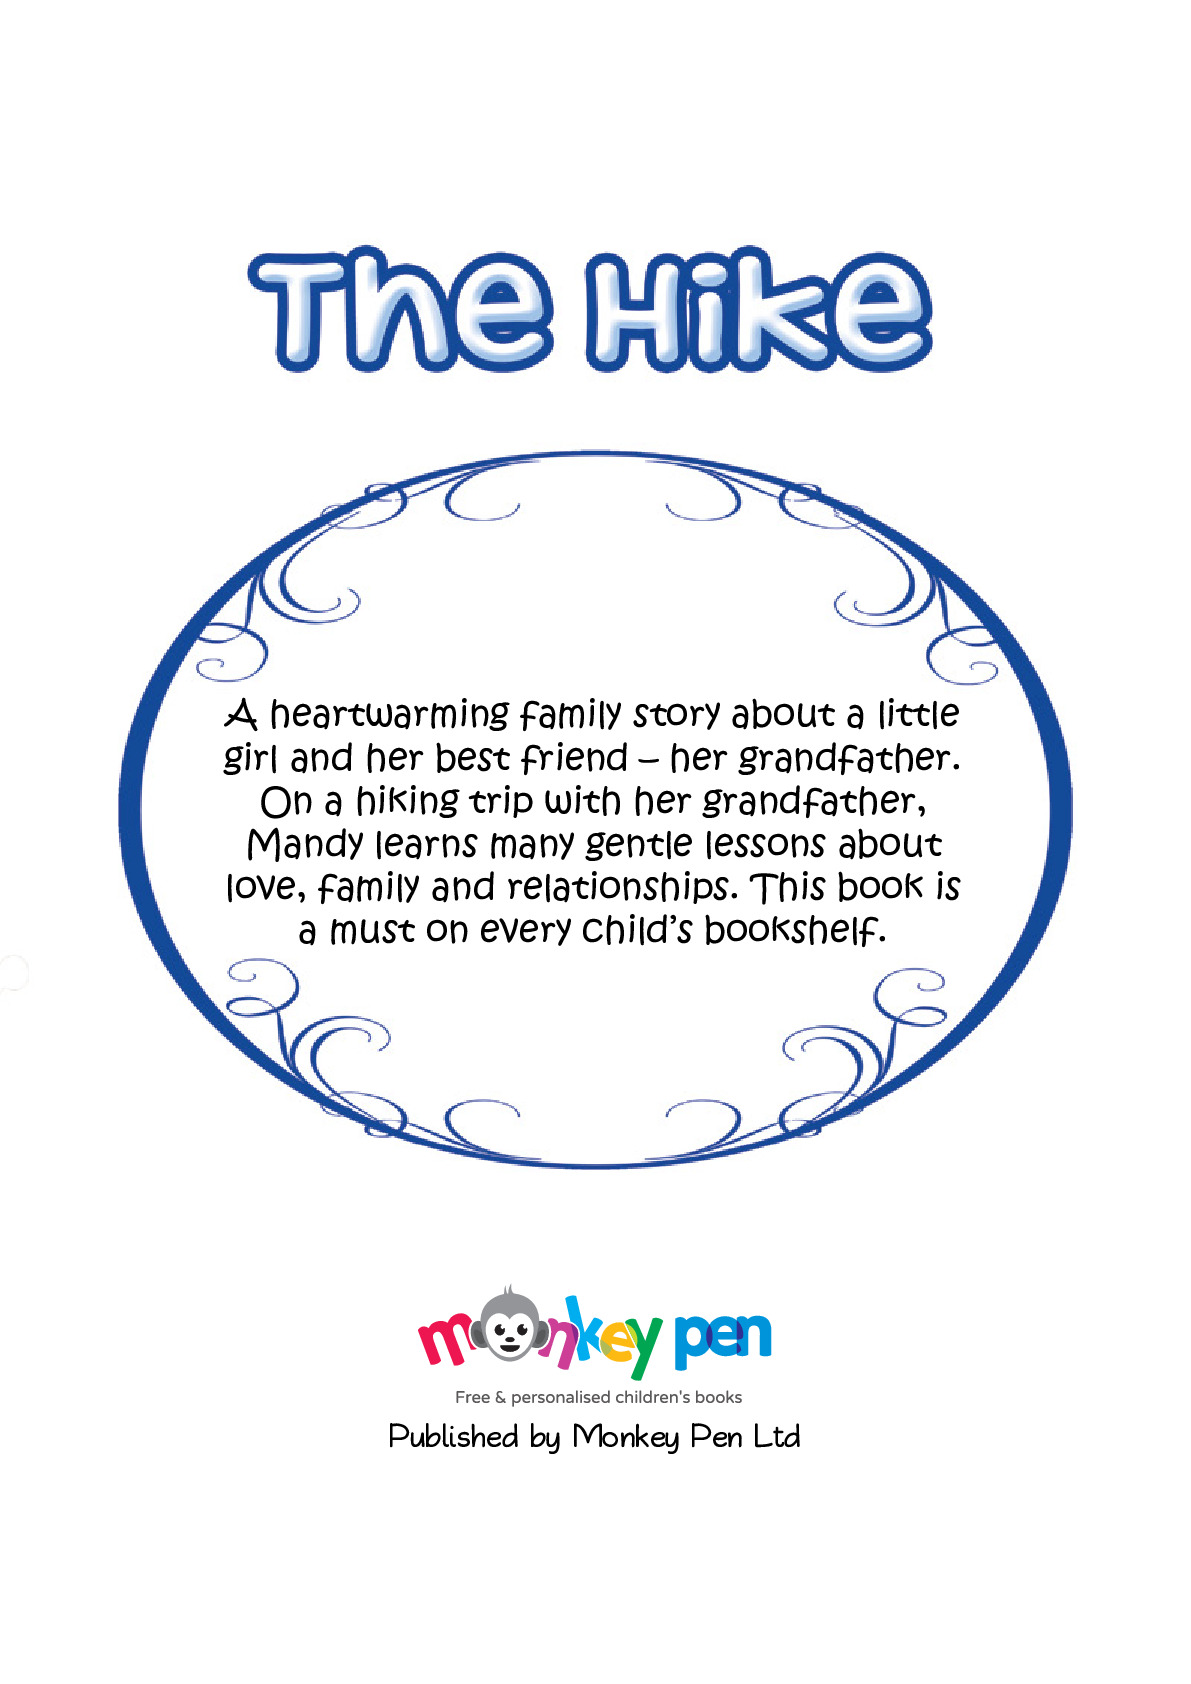 The Hike
A heartwarming family story about a little
girl and her best friend – her grandfather.
On a hiking trip with her grandfather,
Mandy learns many gentle lessons about
love, family and relationships. This book is
a must on every child's bookshelf.
monkey pen
Free & personalised children's books
Published by Monkey Pen Ltd